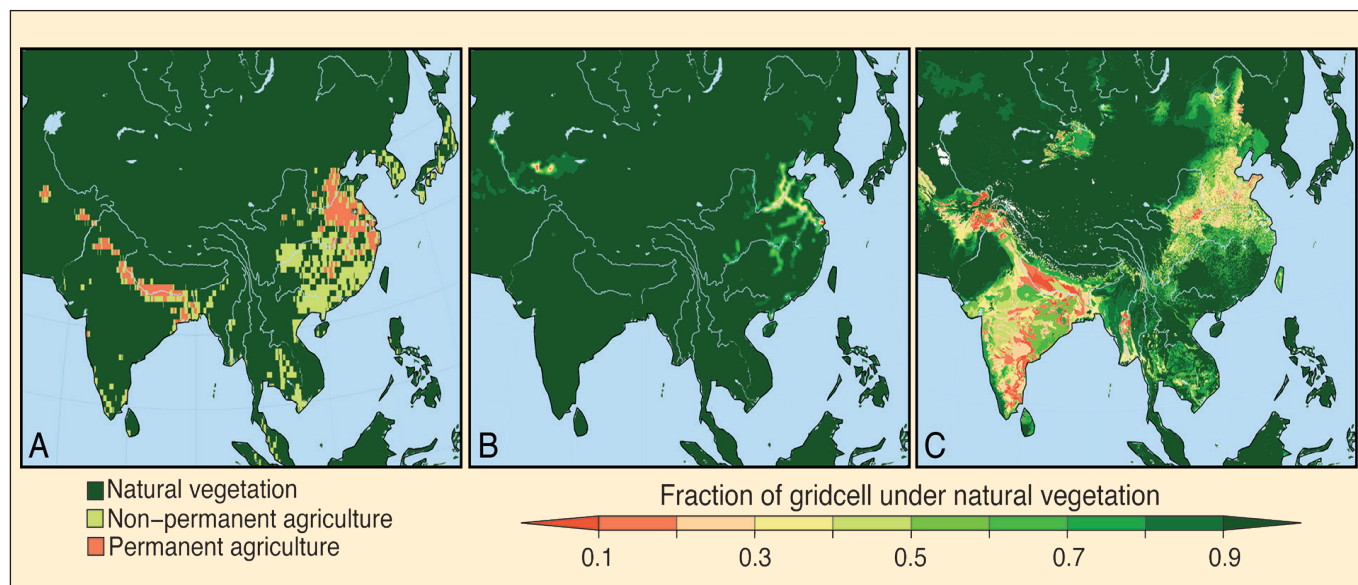 A
B
C
Natural vegetation
Non-permanent agriculture
Permanent agriculture
Fraction of gridcell under natural vegetation
0.1 0.3 0.5 0.7 0.9